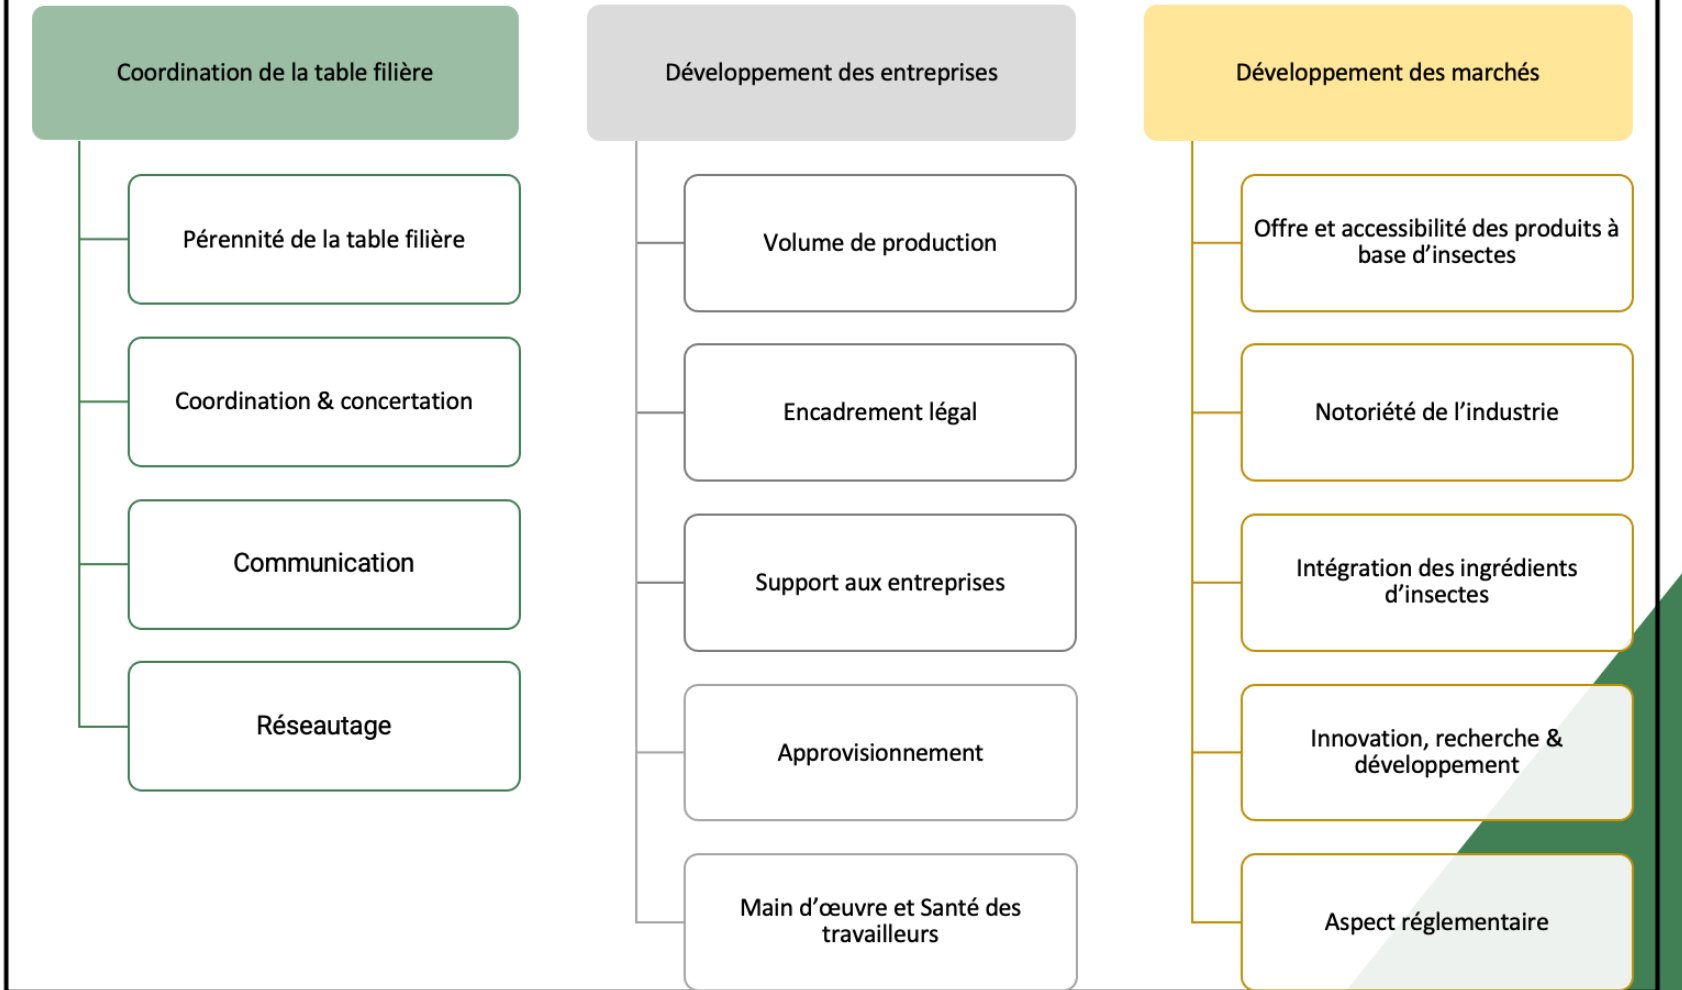 Coordination de la table filière
Pérennité de la table filière
Coordination & concertation
Communication
Réseautage
Développement des entreprises
Volume de production
Encadrement légal
Support aux entreprises
Approvisionnement
Main d’œuvre et Santé des
travailleurs
Développement des marchés
Offre et accessibilité des produits à
base d’insectes
Notoriété de l’industrie
Intégration des ingrédients
d’insectes
Innovation, recherche &
développement
Aspect réglementaire